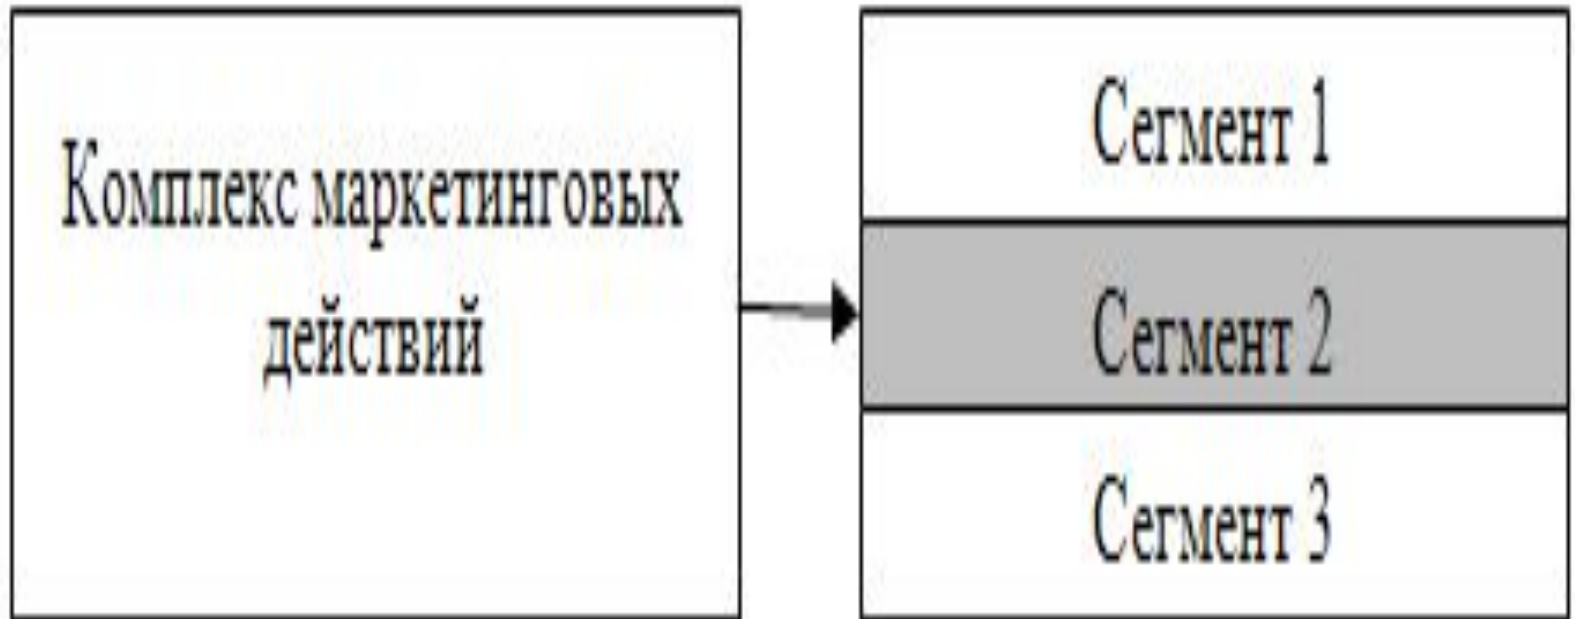 Комплекс маркетинговых
действий
Сегмент 1
Сегмент 2
Сегмент 3